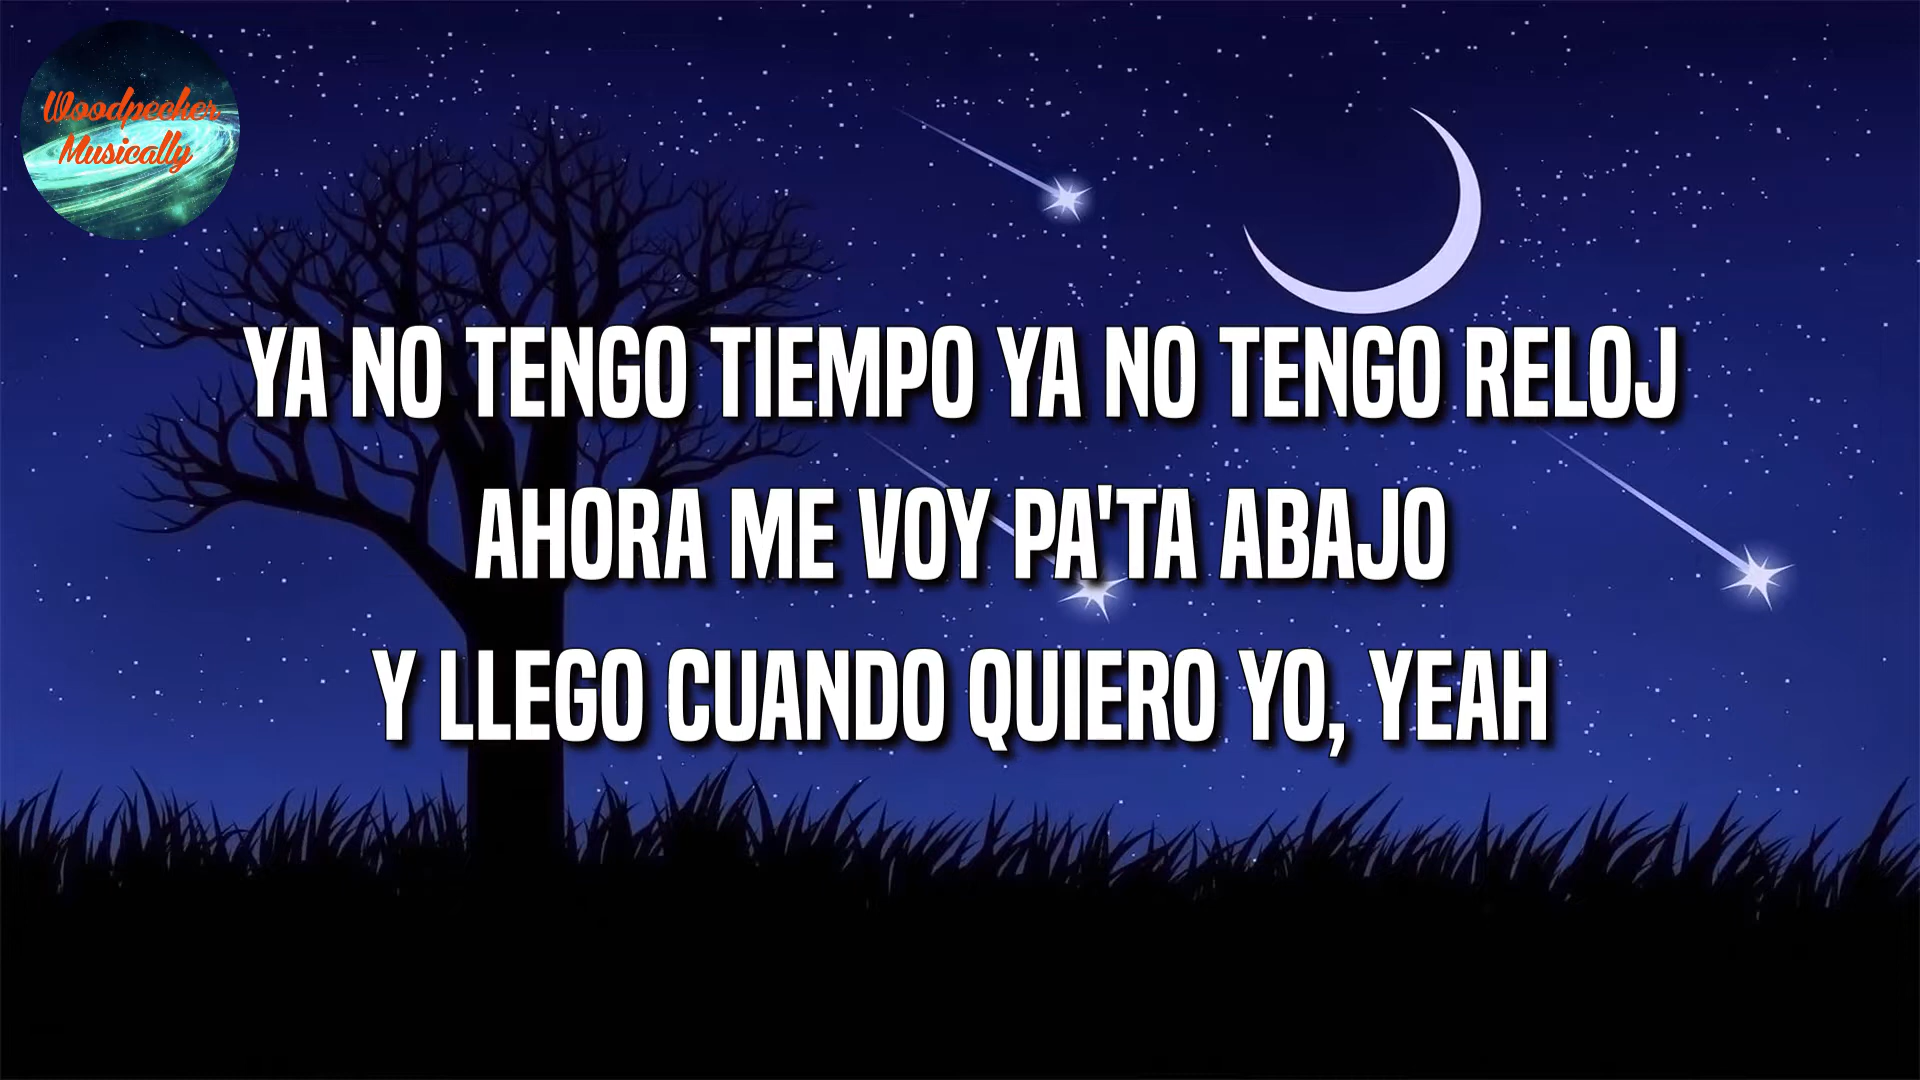 Woodpecker
Musically
YA NO TENGO TIEMPO YA NO TENGO RELOJ
AHORA ME VOY PA'TA ABAJO
Y LLEGO CUANDO QUIERO YO, YEAH